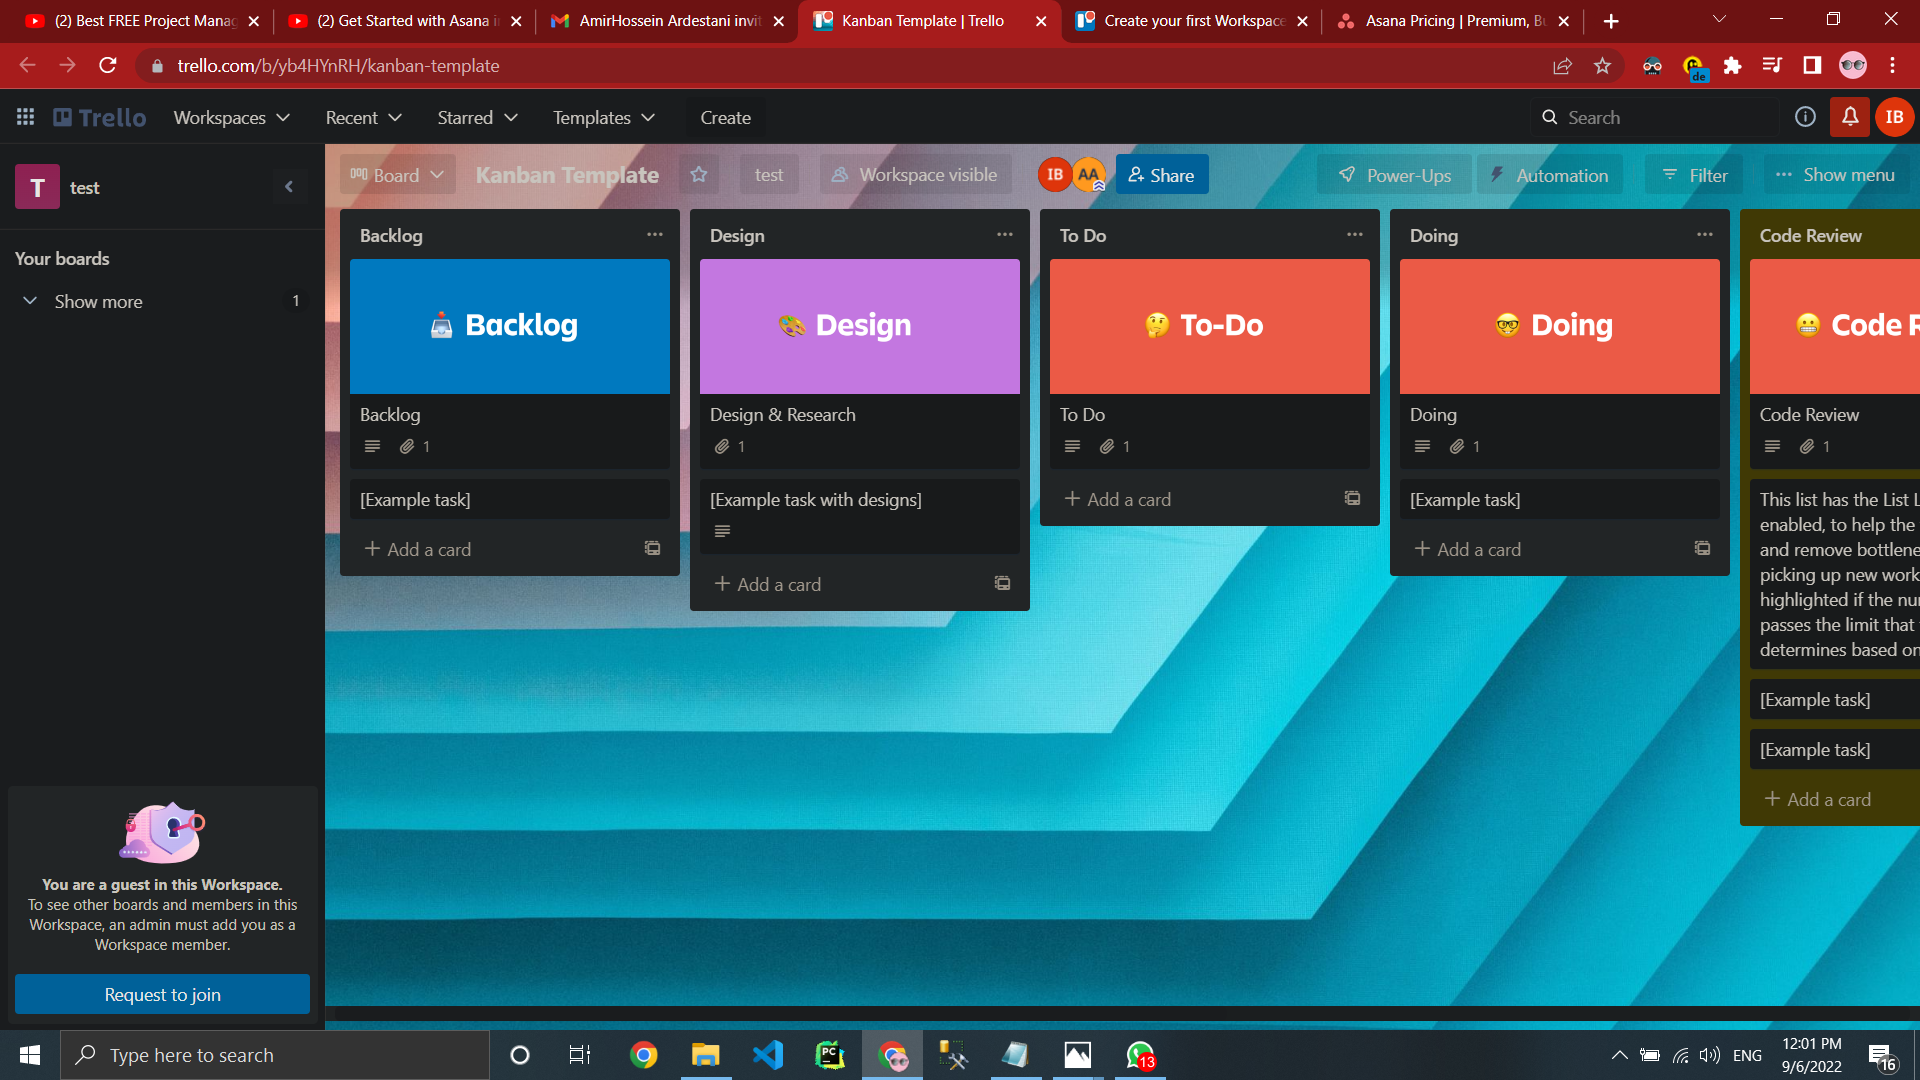 (2) Best FREE Project Manag
(2) Get Started with Asana i
AmirHossein Ardestani invit
Kanban Template | Trello
Create your first Workspace
Asana Pricing | Premium, Bu
trello.com/b/yb4HYnRH/kanban-template
de
Trello
Workspaces
Recent
Starred
Templates
Create
Search
IB
T
test
Board
Kanban Template
test
Workspace visible
IB
AA
Share
Power-Ups
Automation
Filter
Show menu
Your boards
Show more
1
Backlog
Backlog
Backlog
1
[Example task]
Add a card
Design
Design
Design & Research
1
[Example task with designs]
Add a card
To Do
To-Do
To Do
1
Add a card
Doing
Doing
Doing
1
[Example task]
Add a card
Code Review
Code R
Code Review
1
This list has the List L
enabled, to help the
and remove bottlene
picking up new work
highlighted if the nu
passes the limit that
determines based on
[Example task]
[Example task]
Add a card
You are a guest in this Workspace.
To see other boards and members in this
Workspace, an admin must add you as a
Workspace member.
Request to join
Type here to search
PC
13
ENG
12:01 PM
9/6/2022
16